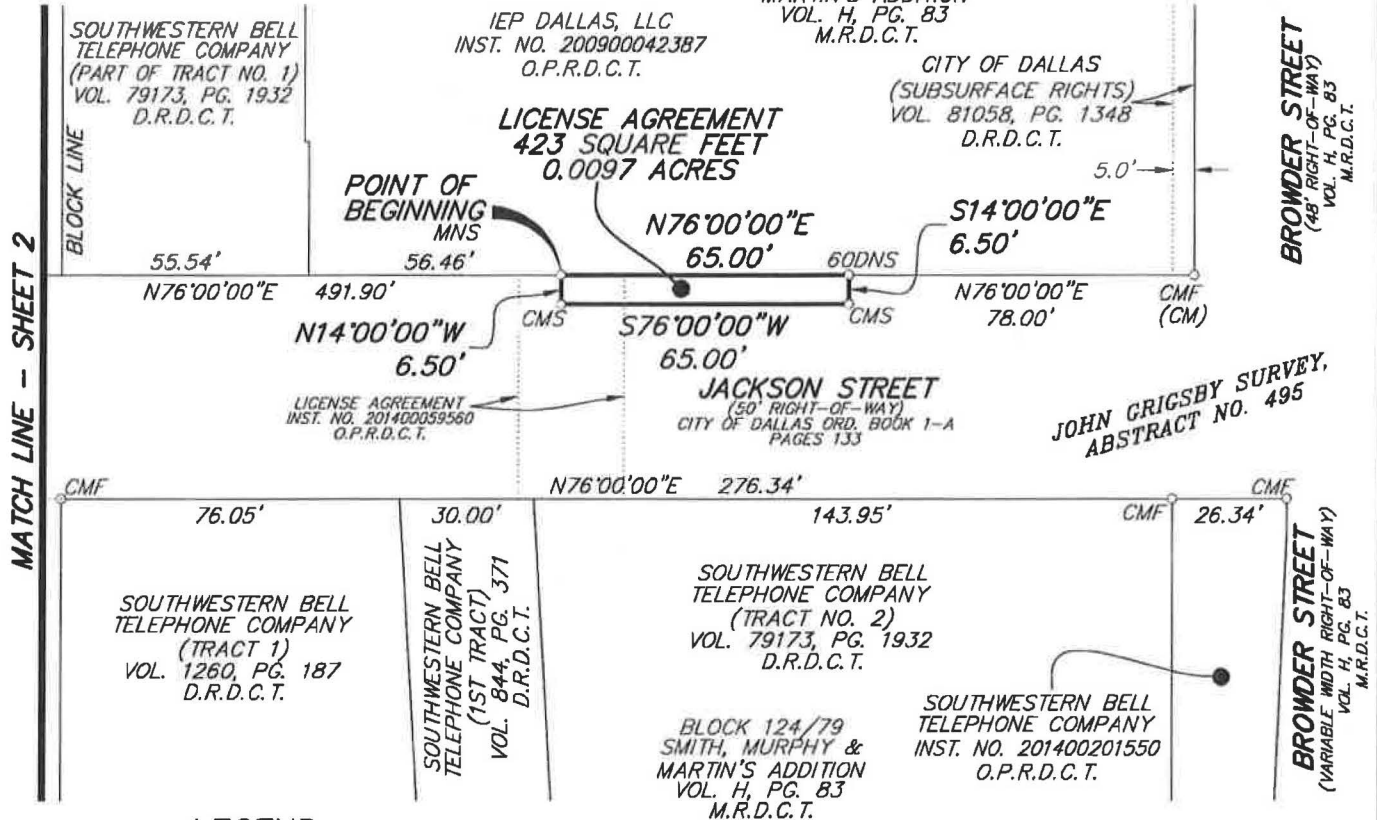 SOUTHWESTERN BELL
TELEPHONE COMPANY
(PART OF TRACT NO. 1)
VOL. 79173, PG. 1932
D.R.D.C.T.
BLOCK LINE
IEP DALLAS, LLC
INST. NO. 200900042387
O.P.R.D.C.T.
MARTIN'S ADDITION
VOL. H, PG. 83
M.R.D.C.T.
CITY OF DALLAS
(SUBSURFACE RIGHTS)
VOL. 81058, PG. 1348
D.R.D.C.T.
5.0'
BROWDER STREET
(48' RIGHT-OF-WAY)
VOL. H, PG. 83
M.R.D.C.T.
LICENSE AGREEMENT
423 SQUARE FEET
0.0097 ACRES
POINT OF
BEGINNING
MNS
N76°00'00"E
65.00'
S14°00'00"E
6.50'
55.54'
56.46'
60DNS
N76°00'00"E 491.90'
N76°00'00"E
78.00'
CMF
(CM)
MATCH LINE - SHEET 2
N14°00'00"W
6.50'
CMS
S76°00'00"W
65.00'
CMS
LICENSE AGREEMENT
INST. NO. 201400059560
O.P.R.D.C.T.
JACKSON STREET
(50' RIGHT-OF-WAY)
CITY OF DALLAS ORD. BOOK 1-A
PAGES 133
JOHN GRIGSBY SURVEY,
ABSTRACT NO. 495
CMF
N76°00'00"E 276.34'
CMF
76.05'
30.00'
143.95'
CMF
26.34'
SOUTHWESTERN BELL
TELEPHONE COMPANY
(TRACT 1)
VOL. 1260, PG. 187
D.R.D.C.T.
SOUTHWESTERN BELL
TELEPHONE COMPANY
(1ST TRACT)
VOL. 844, PG. 371
D.R.D.C.T.
SOUTHWESTERN BELL
TELEPHONE COMPANY
(TRACT NO. 2)
VOL. 79173, PG. 1932
D.R.D.C.T.
BLOCK 124/79
SMITH, MURPHY &
MARTIN'S ADDITION
VOL. H, PG. 83
M.R.D.C.T.
SOUTHWESTERN BELL
TELEPHONE COMPANY
INST. NO. 201400201550
O.P.R.D.C.T.
BROWDER STREET
(VARIABLE WIDTH RIGHT-OF-WAY)
VOL. H, PG. 83
M.R.D.C.T.
LEGEND